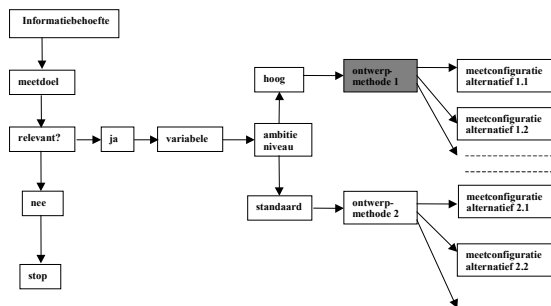 Informatiebehoefte
meetdoel
relevant?
ja
variabele
ambitie
niveau
hoog
ontwerp-
methode 1
meetconfiguratie
alternatief 1.1
meetconfiguratie
alternatief 1.2
nee
stop
standaard
ontwerp-
methode 2
meetconfiguratie
alternatief 2.1
meetconfiguratie
alternatief 2.2